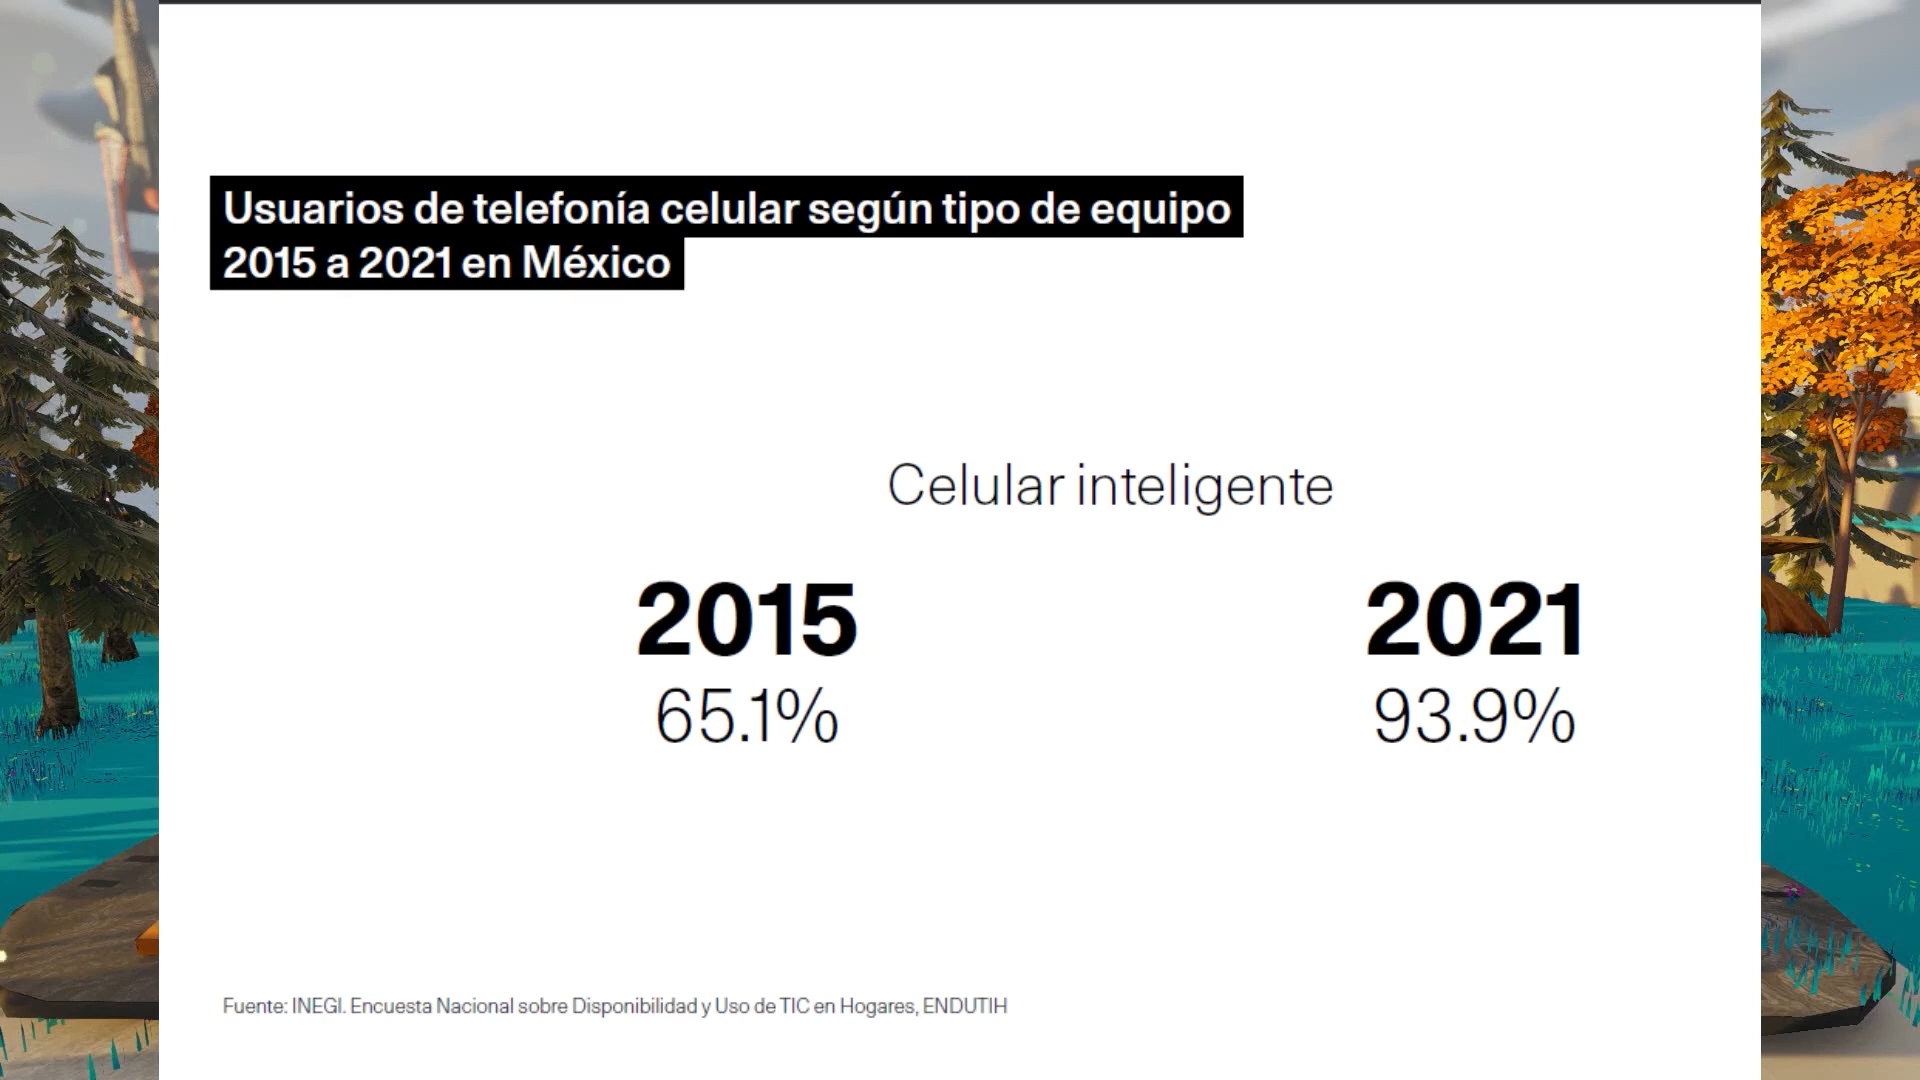 Usuarios de telefonía celular según tipo de equipo
2015 a 2021 en México
Celular inteligente
2015
2021
65.1%
93.9%
Fuente: INEGI. Encuesta Nacional sobre Disponibilidad y Uso de TIC en Hogares, ENDUTIH